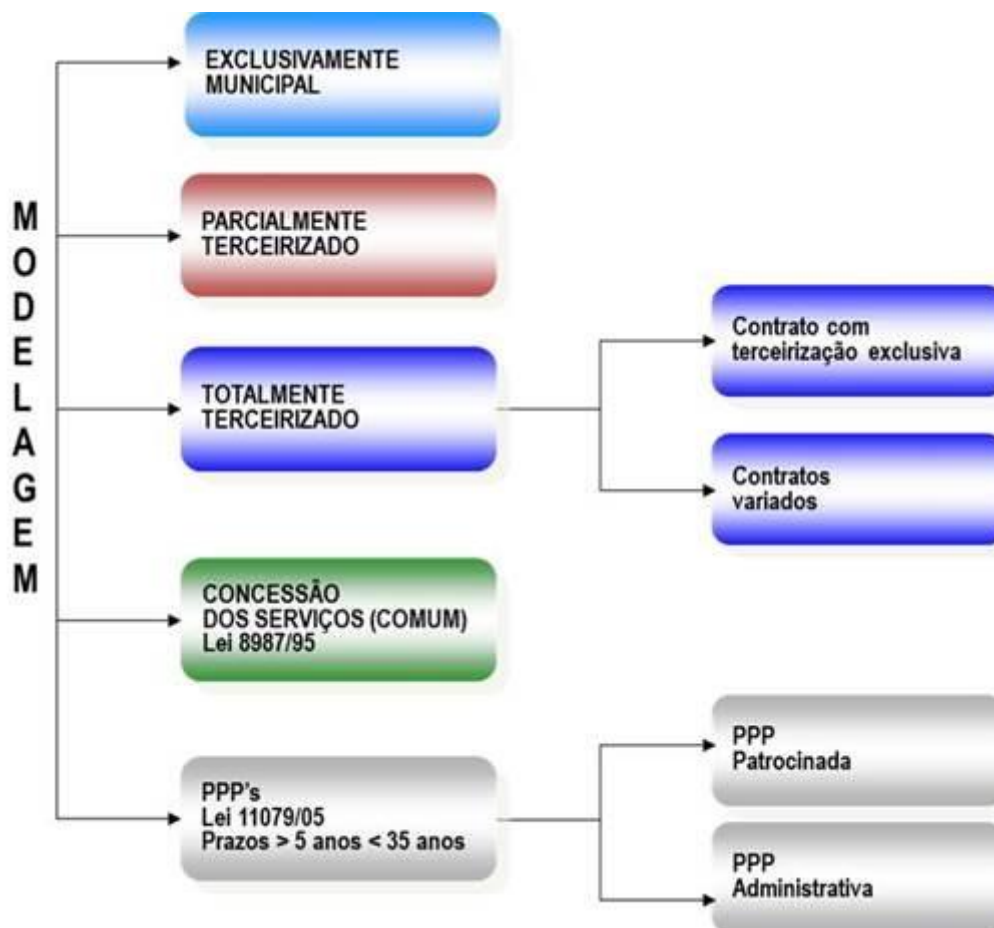 MODELAGEM
EXCLUSIVAMENTE
MUNICIPAL
PARCIALMENTE
TERCEIRIZADO
TOTALMENTE
TERCEIRIZADO
Contrato com
terceirização exclusiva
Contratos
variados
CONCESSÃO
DOS SERVIÇOS (COMUM)
Lei 8987/95
PPP's
Lei 11079/05
Prazos > 5 anos < 35 anos
PPP
Patrocinada
PPP
Administrativa